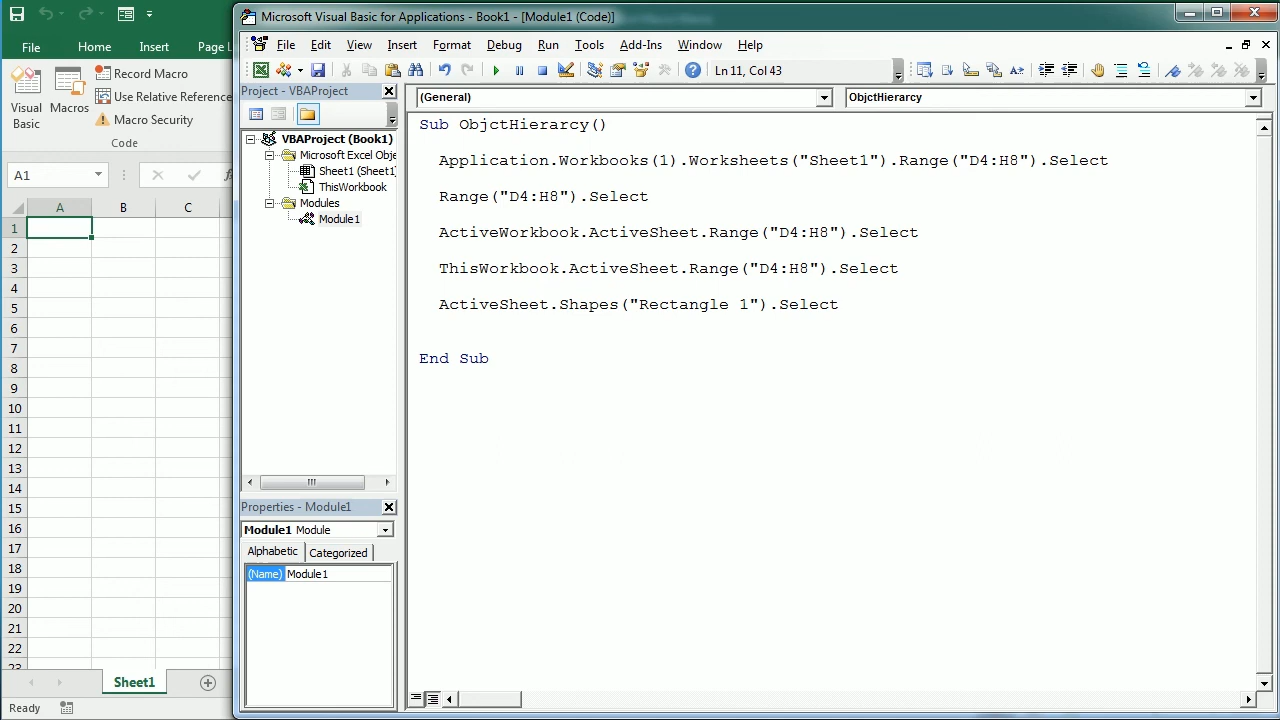 Microsoft Visual Basic for Applications - Book1 - [Module1 (Code)]
File Home Insert Page L
File Edit View Insert Format Debug Run Tools Add-Ins Window Help
Visual Basic
Macros
Record Macro
Use Relative Reference
Macro Security
Code
Ln 11, Col 43
Project - VBAProject
(General)
ObjctHierarcy
VBAProject (Book1)
Microsoft Excel Obje
Sheet1 (Sheet1)
ThisWorkbook
Modules
Module1
A1
A B C
1
2
3
4
5
6
7
8
9
10
11
12
13
14
15
16
17
18
19
20
21
22
23
Sub ObjctHierarcy()
Application.Workbooks(1).Worksheets("Sheet1").Range("D4:H8").Select
Range("D4:H8").Select
ActiveWorkbook.ActiveSheet.Range("D4:H8").Select
ThisWorkbook.ActiveSheet.Range("D4:H8").Select
ActiveSheet.Shapes("Rectangle 1").Select
End Sub
Properties - Module1
Module1 Module
Alphabetic Categorized
(Name) Module1
Sheet1
Ready